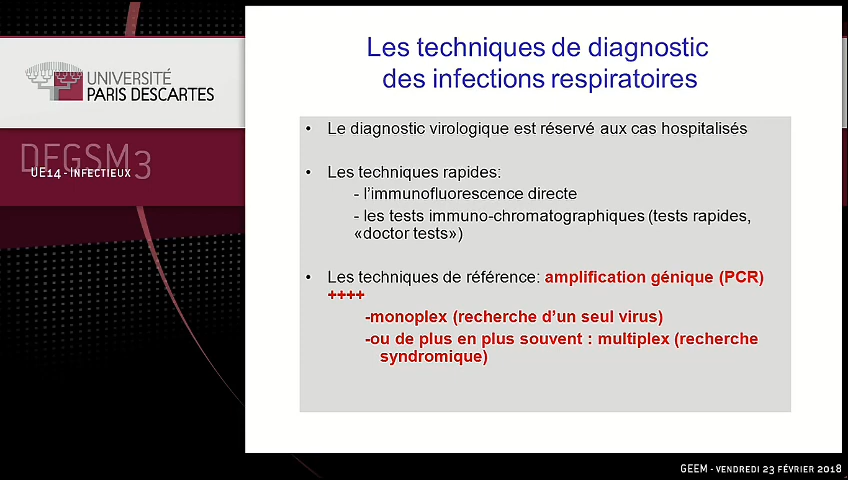 Les techniques de diagnostic
des infections respiratoires
UNIVERSITÉ
PARIS DESCARTES
DFGSM3
UE14 - INFECTIEUX
• Le diagnostic virologique est réservé aux cas hospitalisés
• Les techniques rapides:
- l'immunofluorescence directe
- les tests immuno-chromatographiques (tests rapides,
«doctor tests»)
• Les techniques de référence: amplification génique (PCR)
++++
-monoplex (recherche d'un seul virus)
-ou de plus en plus souvent : multiplex (recherche
syndromique)
GEEM - VENDREDI 23 FÉVRIER 2018